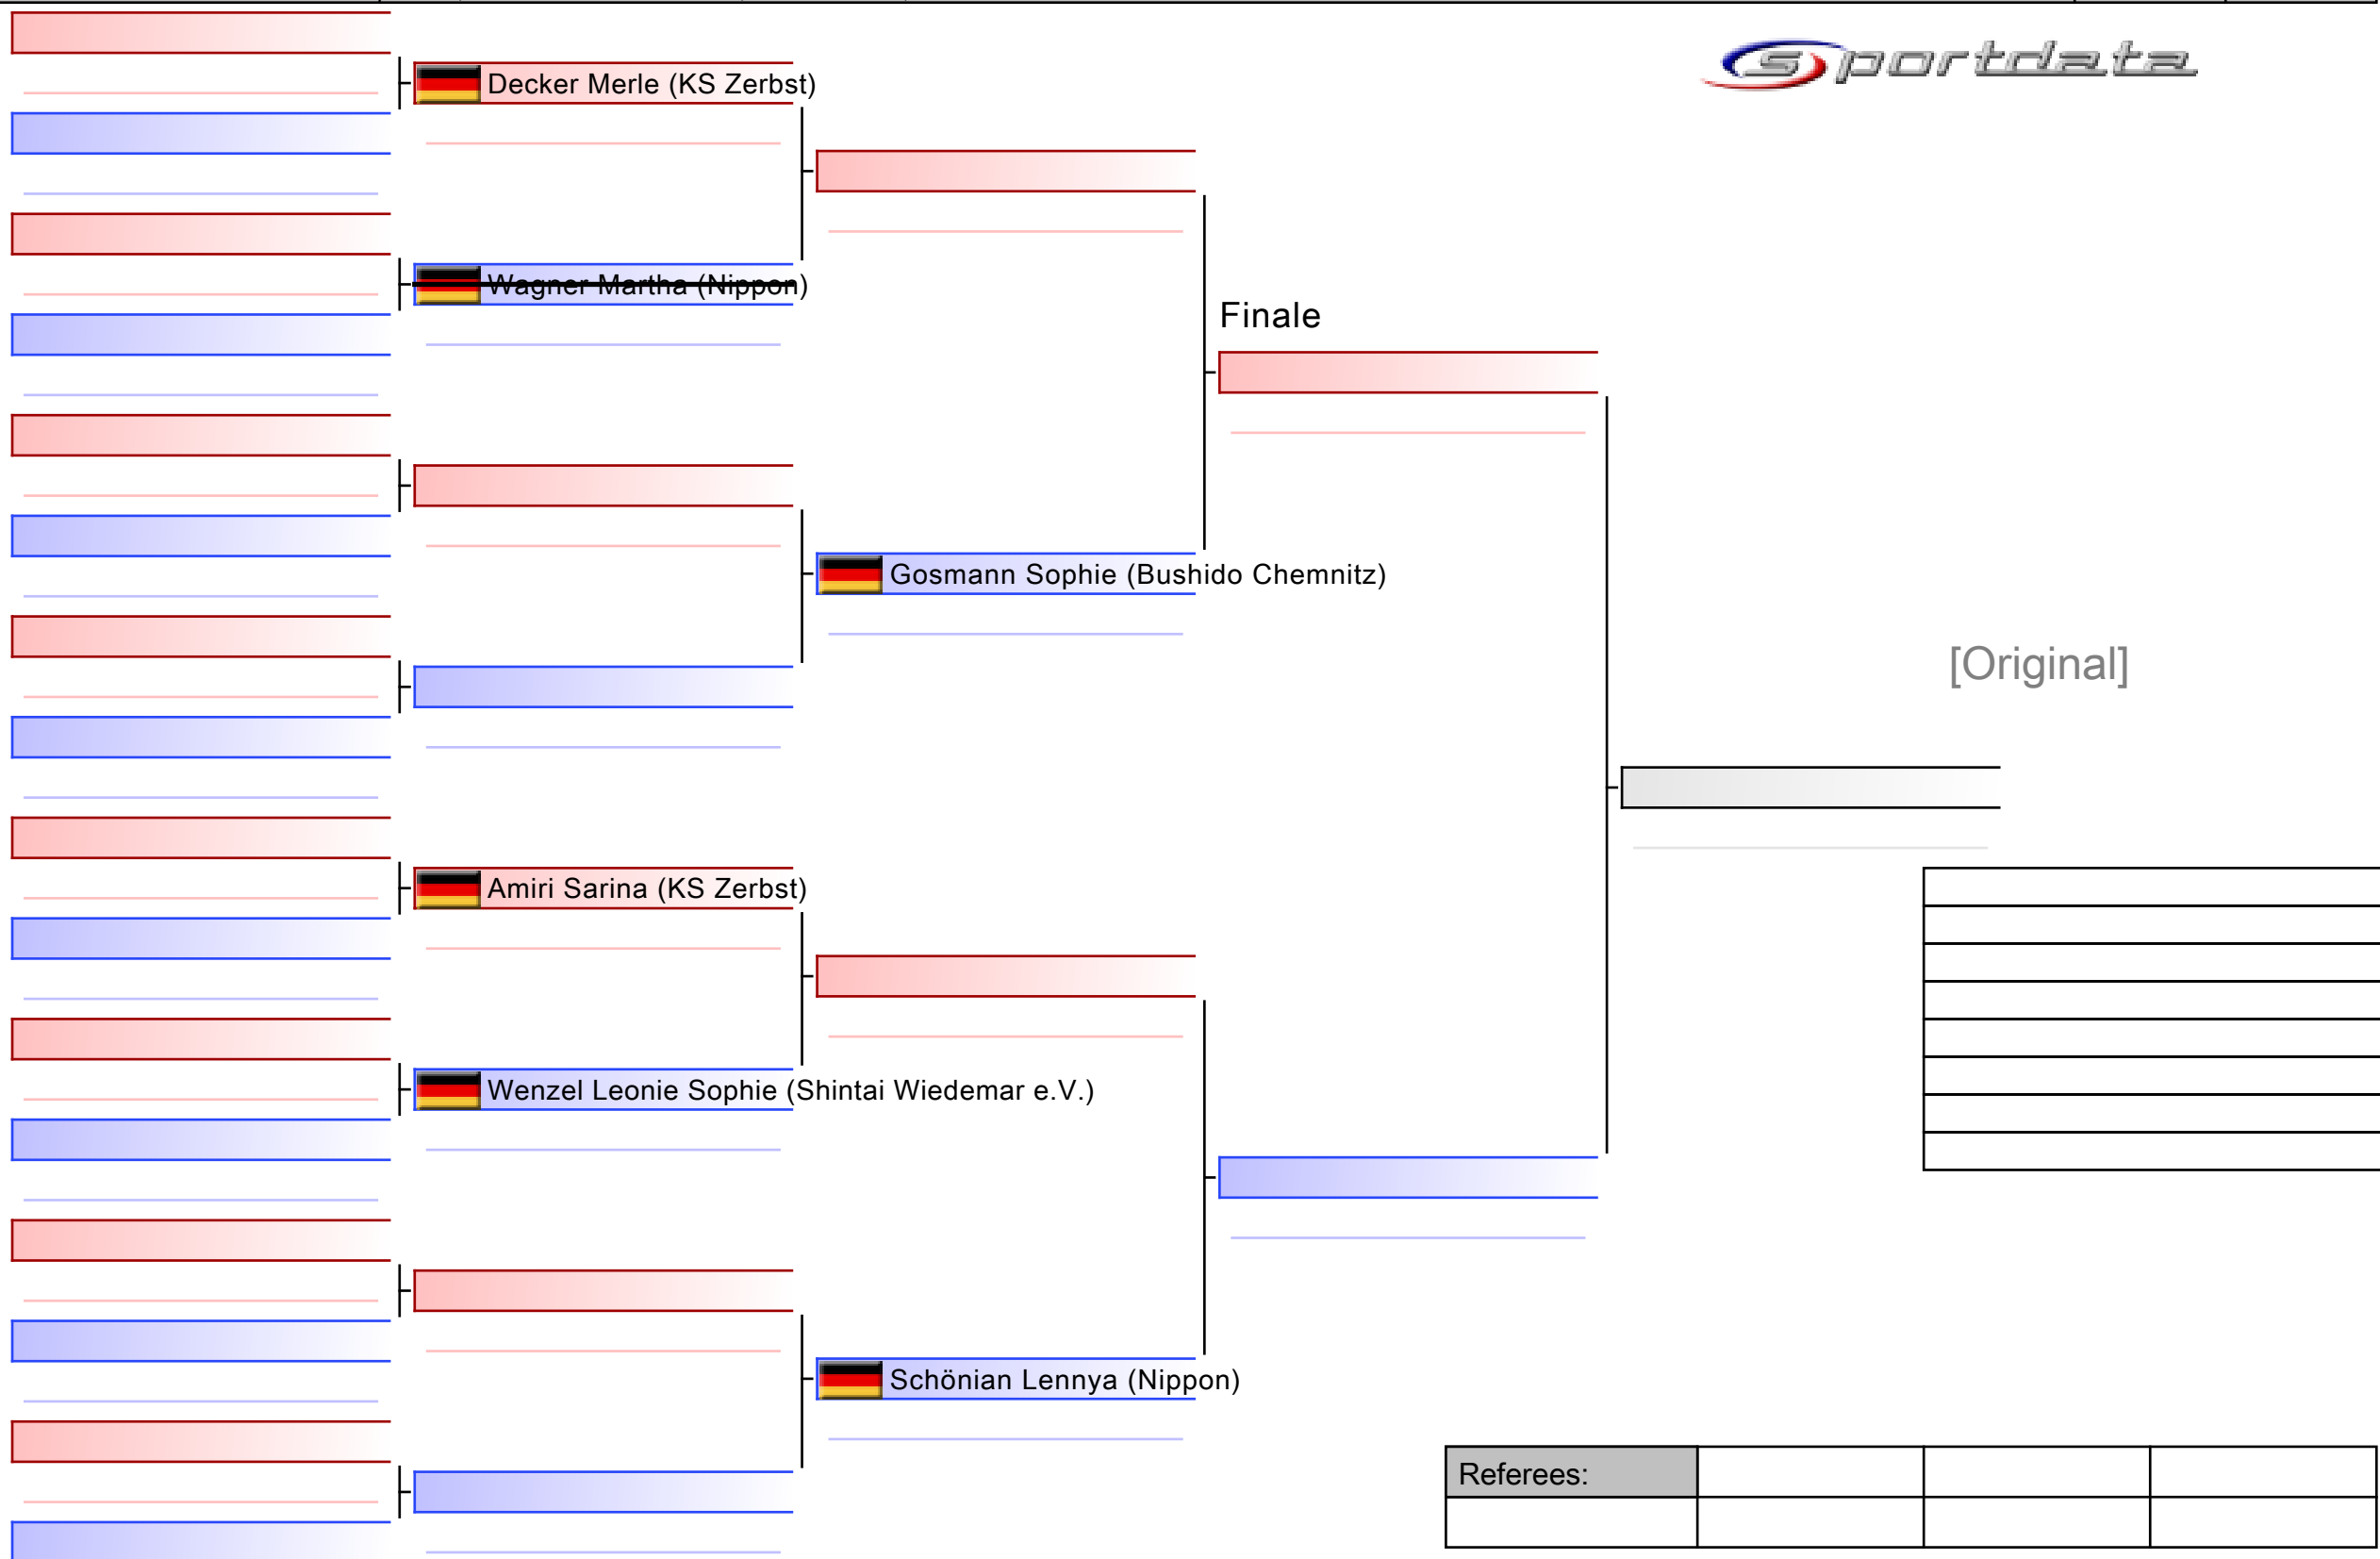 sportdata
Decker Merle (KS Zerbst)
Wagner Martha (Nippon)
Finale
Gosmann Sophie (Bushido Chemnitz)
[Original]
Amiri Sarina (KS Zerbst)
Wenzel Leonie Sophie (Shintai Wiedemar e.V.)
Schönian Lennya (Nippon)
Referees: